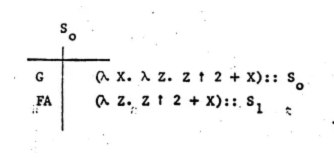 S₀
G (λ X. λ Z. Z ↑ 2 + X):: S₀
FA (λ Z. Z ↑ 2 + X):: S₁